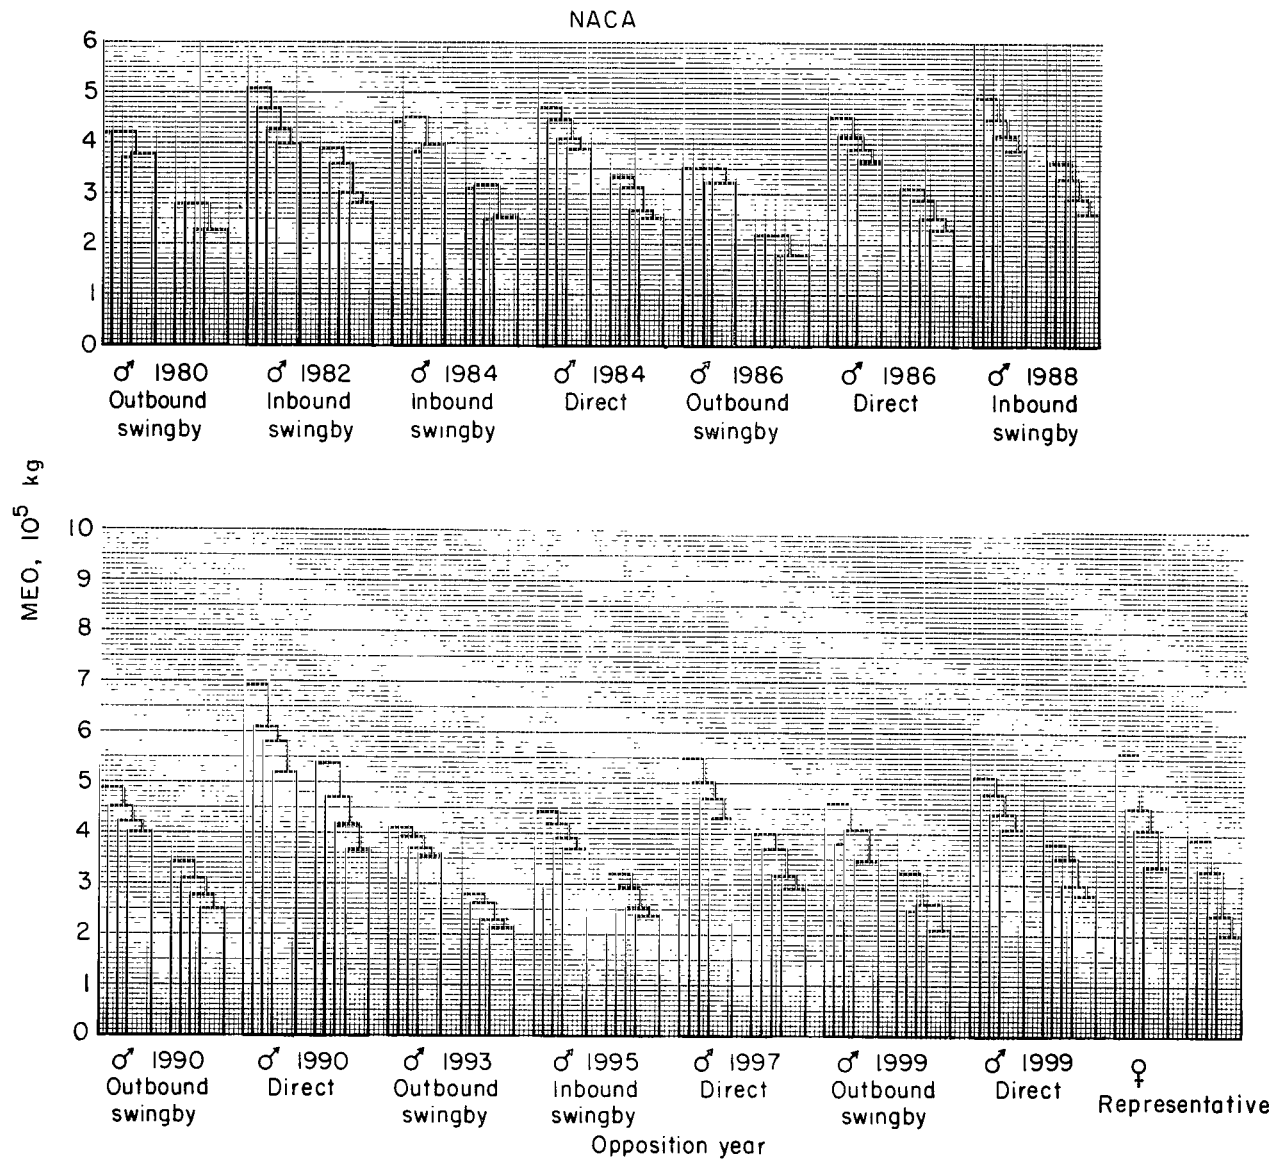 NACA
6
5
4
3
2
1
0
♂ 1980 ♂ 1982 ♂ 1984 ♂ 1984 ♂ 1986 ♂ 1986 ♂ 1988
Outbound Inbound Inbound Direct Outbound Direct Inbound
swingby swingby swingby swingby swingby
MEO, 10⁵ kg
10
9
8
7
6
5
4
3
2
1
0
♂ 1990 ♂ 1990 ♂ 1993 ♂ 1995 ♂ 1997 ♂ 1999 ♂ 1999 ♀
Outbound Direct Outbound Inbound Direct Outbound Direct Representative
swingby swingby swingby swingby
Opposition year